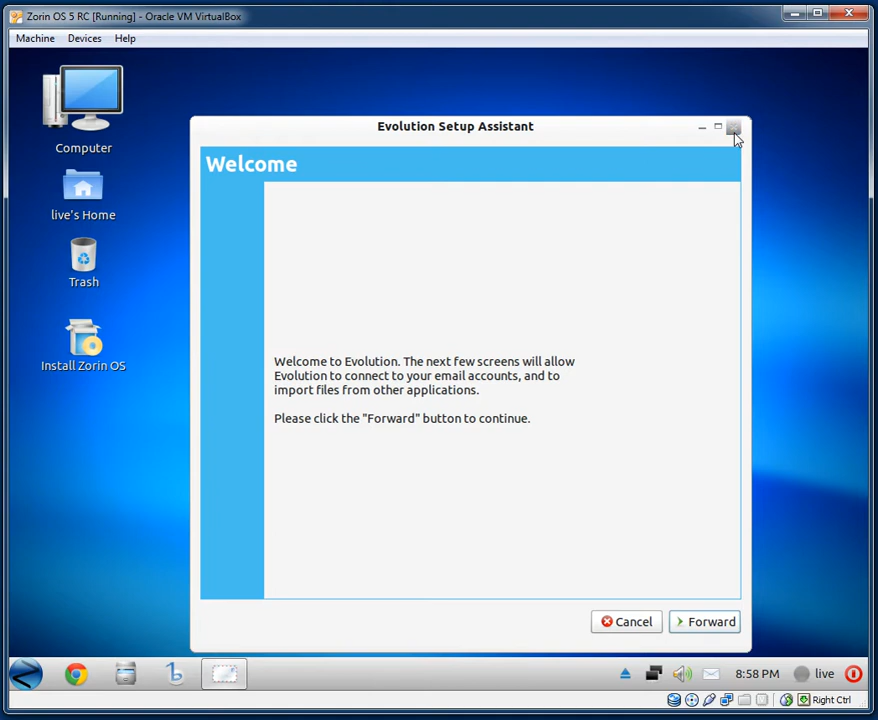 Zorin OS 5 RC [Running] - Oracle VM VirtualBox
Machine Devices Help
Computer
live's Home
Trash
Install Zorin OS
Evolution Setup Assistant
Welcome
Welcome to Evolution. The next few screens will allow
Evolution to connect to your email accounts, and to
import files from other applications.
Please click the "Forward" button to continue.
Cancel Forward
8:58 PM live
Right Ctrl